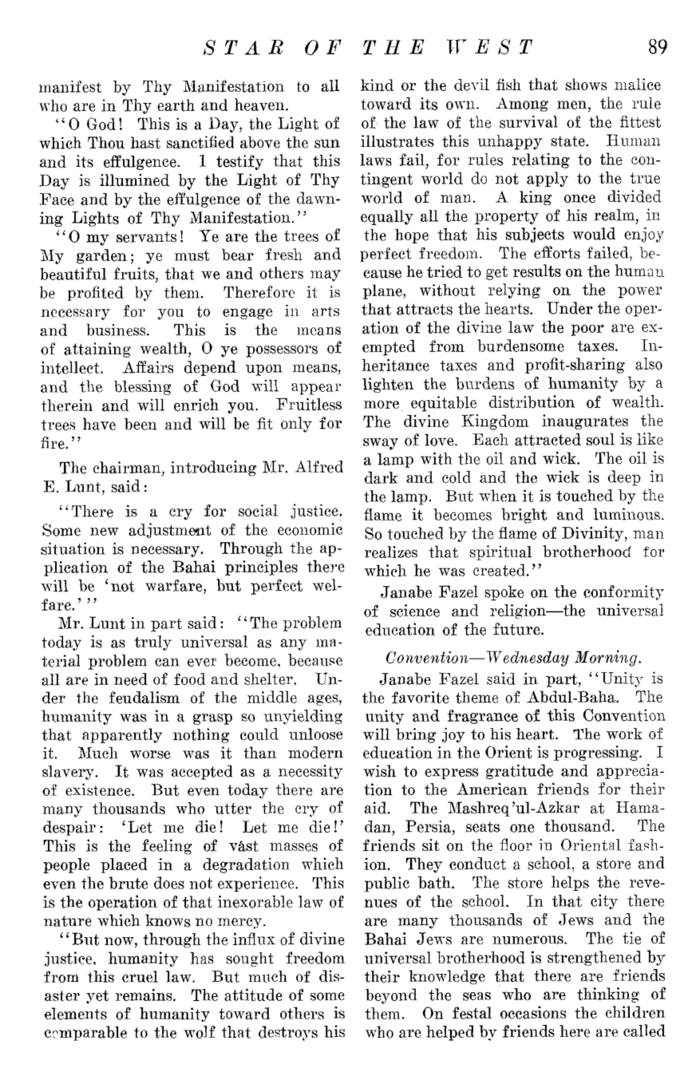 STAR OF THE WEST 89
manifest by Thy Manifestation to all
who are in Thy earth and heaven.
"O God! This is a Day, the Light of
which Thou hast sanctified above the sun
and its effulgence. I testify that this
Day is illumined by the Light of Thy
Face and by the effulgence of the dawn-
ing Lights of Thy Manifestation."
"O my servants! Ye are the trees of
My garden; ye must bear fresh and
beautiful fruits, that we and others may
be profited by them. Therefore it is
necessary for you to engage in arts
and business. This is the means
of attaining wealth, O ye possessors of
intellect. Affairs depend upon means,
and the blessing of God will appear
therein and will enrich you. Fruitless
trees have been and will be fit only for
fire."
The chairman, introducing Mr. Alfred
E. Lunt, said:
"There is a cry for social justice.
Some new adjustment of the economic
situation is necessary. Through the ap-
plication of the Bahai principles there
will be 'not warfare, but perfect wel-
fare.' "
Mr. Lunt in part said: "The problem
today is as truly universal as any ma-
terial problem can ever become, because
all are in need of food and shelter. Un-
der the feudalism of the middle ages,
humanity was in a grasp so unyielding
that apparently nothing could unloose
it. Much worse was it than modern
slavery. It was accepted as a necessity
of existence. But even today there are
many thousands who utter the cry of
despair: 'Let me die! Let me die!'
This is the feeling of vast masses of
people placed in a degradation which
even the brute does not experience. This
is the operation of that inexorable law of
nature which knows no mercy.
"But now, through the influx of divine
justice, humanity has sought freedom
from this cruel law. But much of dis-
aster yet remains. The attitude of some
elements of humanity toward others is
comparable to the wolf that destroys his
kind or the devil fish that shows malice
toward its own. Among men, the rule
of the law of the survival of the fittest
illustrates this unhappy state. Human
laws fail, for rules relating to the con-
tingent world do not apply to the true
world of man. A king once divided
equally all the property of his realm, in
the hope that his subjects would enjoy
perfect freedom. The efforts failed, be-
cause he tried to get results on the human
plane, without relying on the power
that attracts the hearts. Under the oper-
ation of the divine law the poor are ex-
empted from burdensome taxes. In-
heritance taxes and profit-sharing also
lighten the burdens of humanity by a
more equitable distribution of wealth.
The divine Kingdom inaugurates the
sway of love. Each attracted soul is like
a lamp with the oil and wick. The oil is
dark and cold and the wick is deep in
the lamp. But when it is touched by the
flame it becomes bright and luminous.
So touched by the flame of Divinity, man
realizes that spiritual brotherhood for
which he was created."
Janabe Fazel spoke on the conformity
of science and religion—the universal
education of the future.
Convention—Wednesday Morning.
Janabe Fazel said in part, "Unity is
the favorite theme of Abdul-Baha. The
unity and fragrance of this Convention
will bring joy to his heart. The work of
education in the Orient is progressing. I
wish to express gratitude and apprecia-
tion to the American friends for their
aid. The Mashreq'ul-Azkar at Hama-
dan, Persia, seats one thousand. The
friends sit on the floor in Oriental fash-
ion. They conduct a school, a store and
public bath. The store helps the reve-
nues of the school. In that city there
are many thousands of Jews and the
Bahai Jews are numerous. The tie of
universal brotherhood is strengthened by
their knowledge that there are friends
beyond the seas who are thinking of
them. On festal occasions the children
who are helped by friends here are called